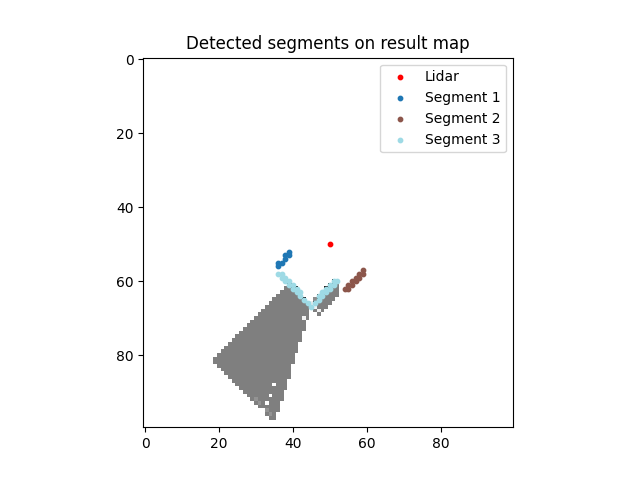 Detected segments on result map
Lidar
Segment 1
Segment 2
Segment 3
0
20
40
60
80
0 20 40 60 80